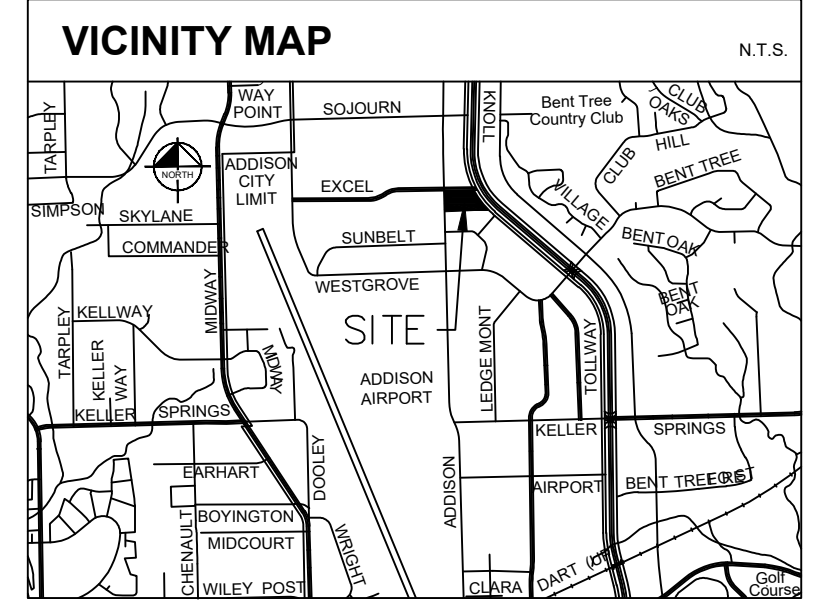 VICINITY MAP
N.T.S.
TARPLEY
WAY
POINT
SOJOURN
KNOLL
Bent Tree
Country Club
CLUB
OAKS
HILL
CLUB
BENT TREE
NORTH
ADDISON
CITY
LIMIT
EXCEL
VILLAGE
SIMPSON
SKYLANE
COMMANDER
SUNBELT
BENT OAK
WESTGROVE
BENT
OAK
KELLWAY
MIDWAY
SITE
TARPLEY
KELLER
WAY
MDWAY
ADDISON
AIRPORT
LEDGE MONT
TOLLWAY
KELLER
SPRINGS
KELLER
SPRINGS
EARHART
DOOLEY
ADDISON
AIRPORT
BENT TREE
CHENAULT
BOYINGTON
MIDCOURT
WRIGHT
WILEY POST
CLARA
DART (UP)
Golf
Course